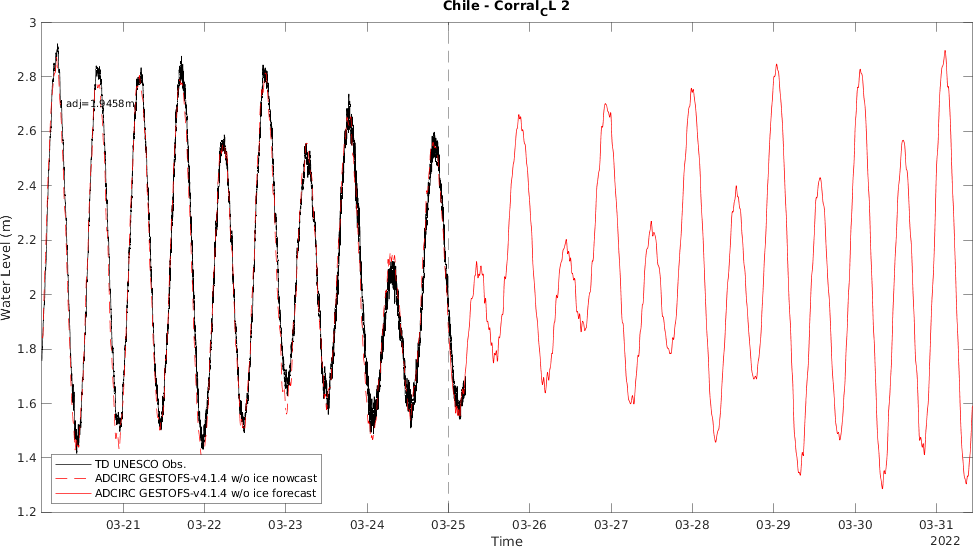 Chile - Corral_CL 2
Water Level (m)
3
2.8
2.6
2.4
2.2
2
1.8
1.6
1.4
1.2
adj=1.9458m
TD UNESCO Obs.
ADCIRC GESTOFS-v4.1.4 w/o ice nowcast
ADCIRC GESTOFS-v4.1.4 w/o ice forecast
03-21 03-22 03-23 03-24 03-25 03-26 03-27 03-28 03-29 03-30 03-31
Time
2022